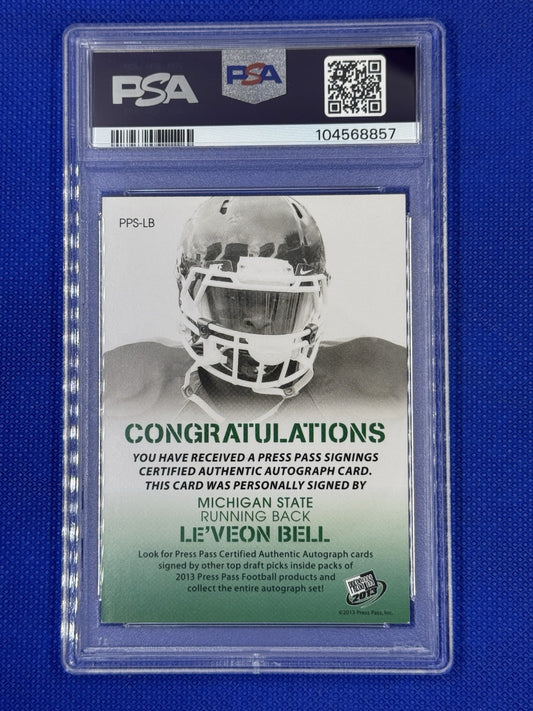 PSA
PSA
104568857
PPS-LB
CONGRATULATIONS
YOU HAVE RECEIVED A PRESS PASS SIGNINGS
CERTIFIED AUTHENTIC AUTOGRAPH CARD.
THIS CARD WAS PERSONALLY SIGNED BY
MICHIGAN STATE
RUNNING BACK
LE'VEON BELL
Look for Press Pass Certified Authentic Autograph cards
signed by other top draft picks inside packs of
2013 Press Pass Football products and
collect the entire autograph set!
PRESS PASS
2013
©2013 Press Pass, Inc.